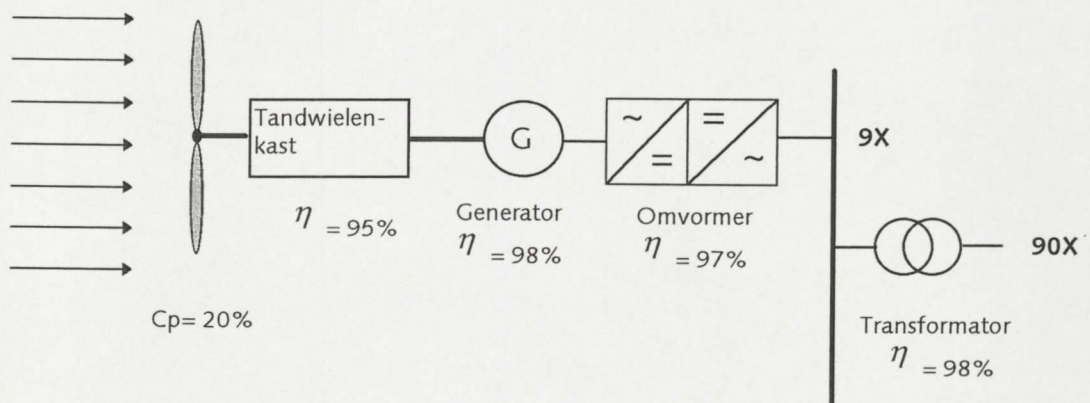 Tandwielen-
kast
G
~
=
=
~
9X
η = 95%
Generator
η = 98%
Omvormer
η = 97%
90X
Cp= 20%
Transformator
η = 98%